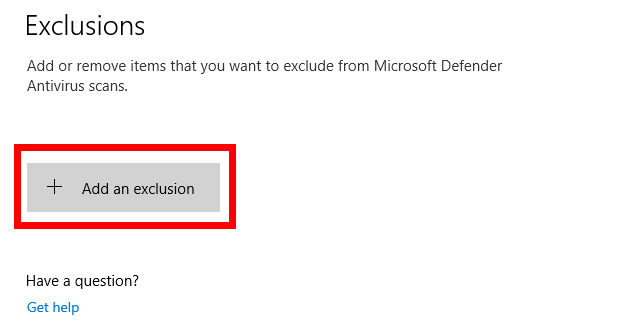 Exclusions
Add or remove items that you want to exclude from Microsoft Defender
Antivirus scans.
Add an exclusion
Have a question?
Get help